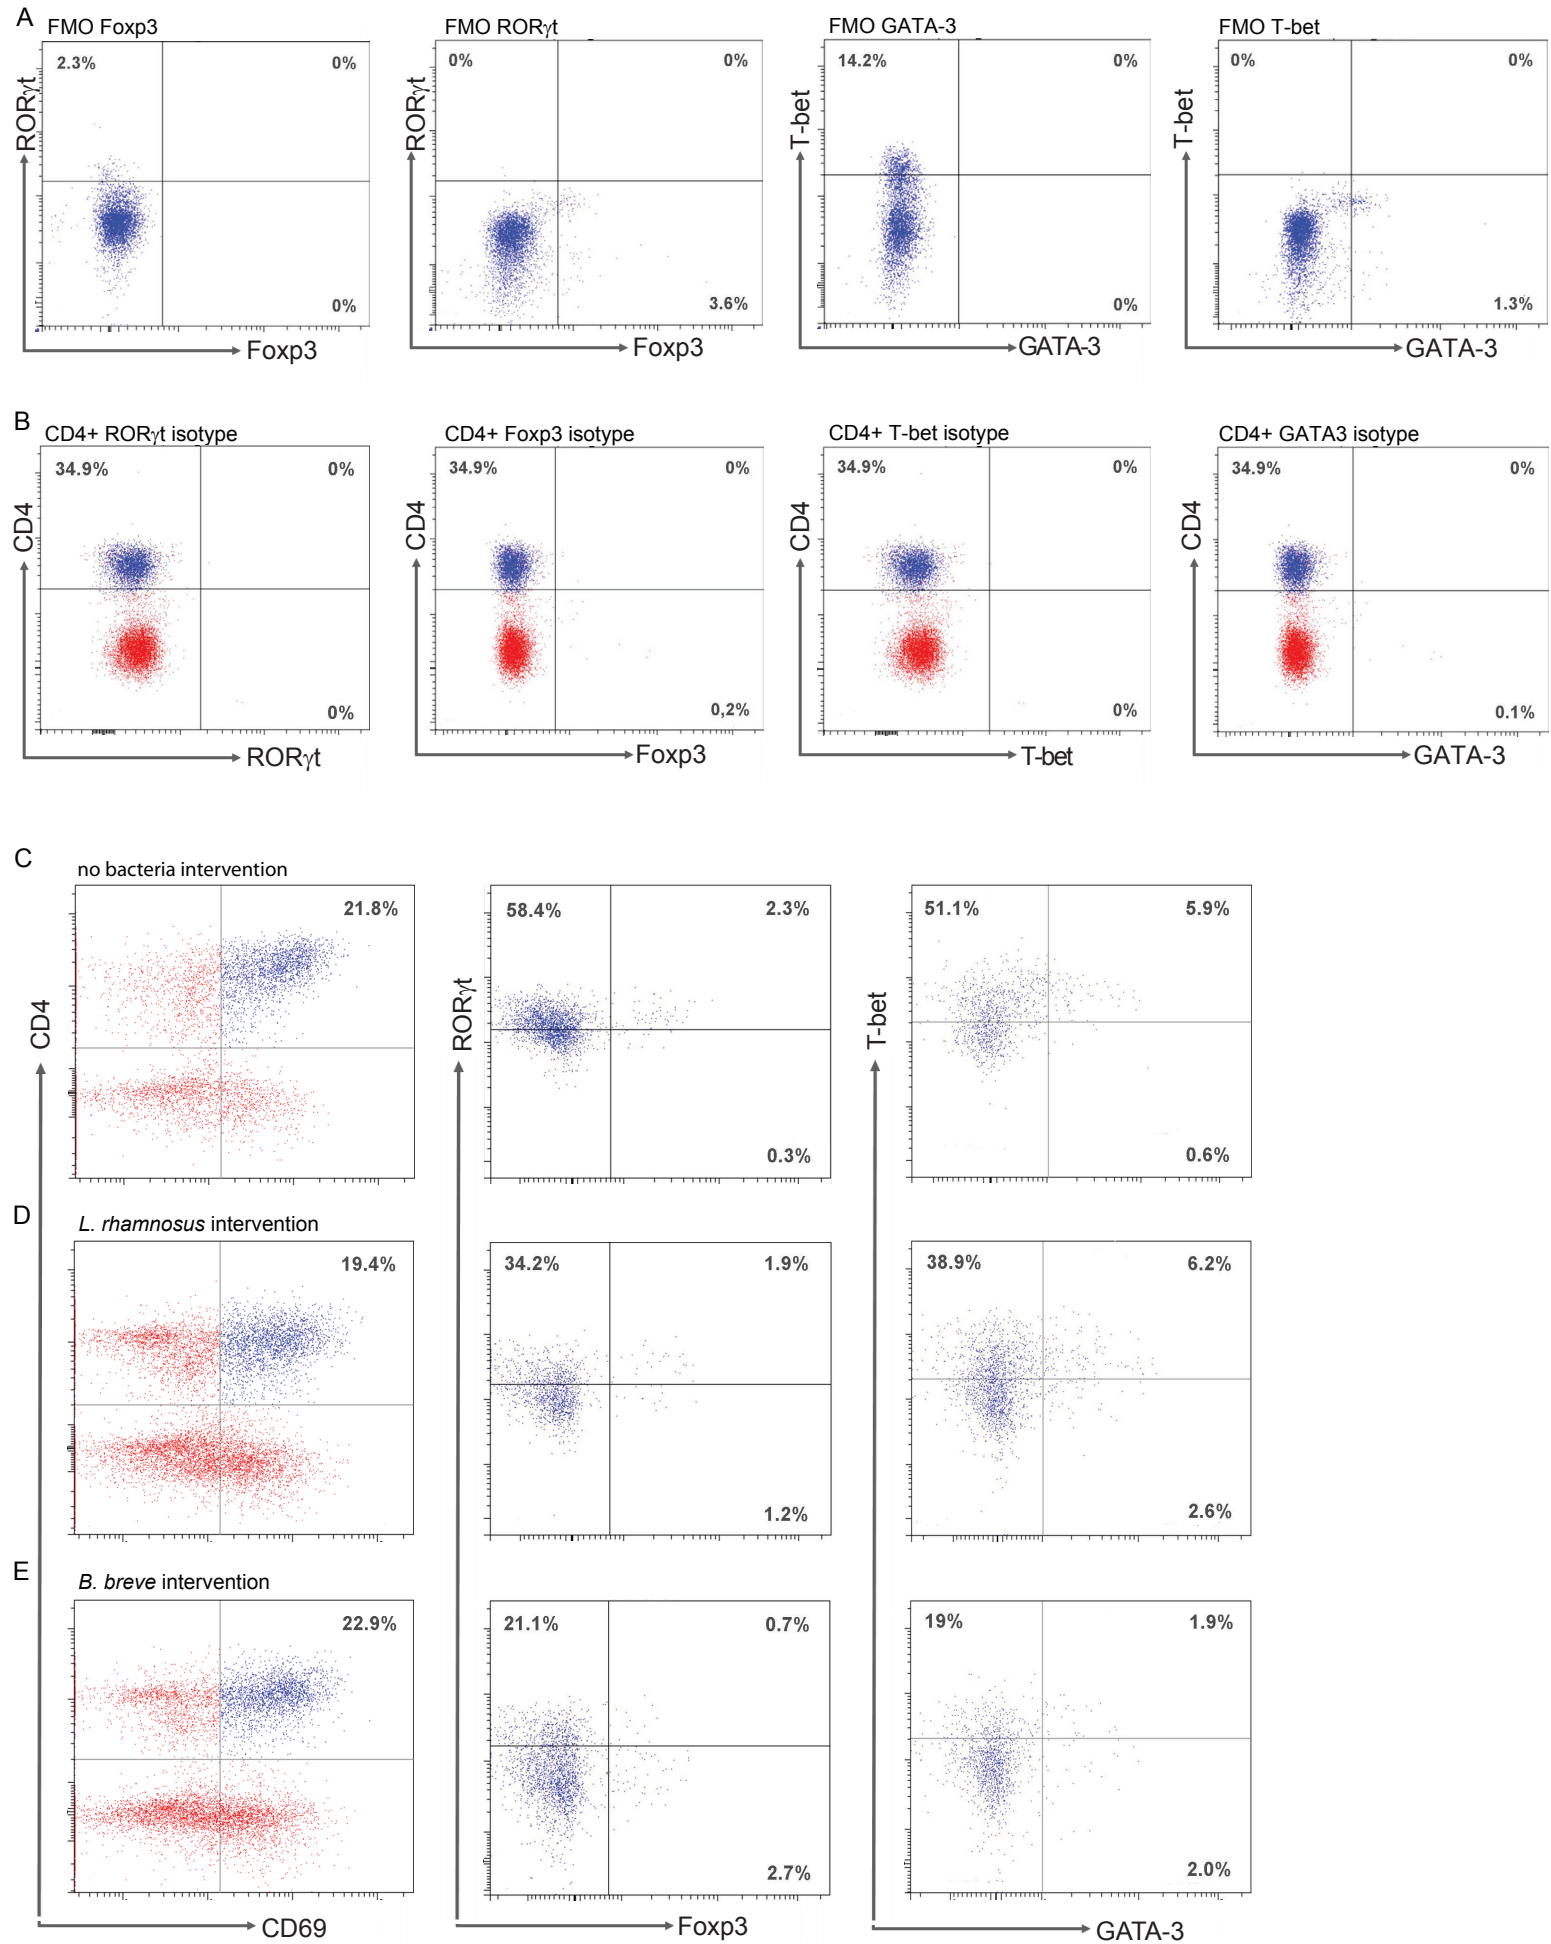 A
FMO Foxp3
FMO RORγt
FMO GATA-3
FMO T-bet
2.3%
0%
0%
0%
14.2%
0%
0%
0%
RORγt
RORγt
T-bet
T-bet
0%
3.6%
0%
1.3%
Foxp3
Foxp3
GATA-3
GATA-3
B
CD4+ RORγt isotype
CD4+ Foxp3 isotype
CD4+ T-bet isotype
CD4+ GATA3 isotype
34.9%
0%
34.9%
0%
34.9%
0%
34.9%
0%
CD4
CD4
CD4
CD4
0%
0,2%
0%
0.1%
RORγt
Foxp3
T-bet
GATA-3
C
no bacteria intervention
21.8%
58.4%
2.3%
51.1%
5.9%
CD4
RORγt
T-bet
0.3%
0.6%
D
L. rhamnosus intervention
19.4%
34.2%
1.9%
38.9%
6.2%
1.2%
2.6%
E
B. breve intervention
22.9%
21.1%
0.7%
19%
1.9%
2.7%
2.0%
CD69
Foxp3
GATA-3